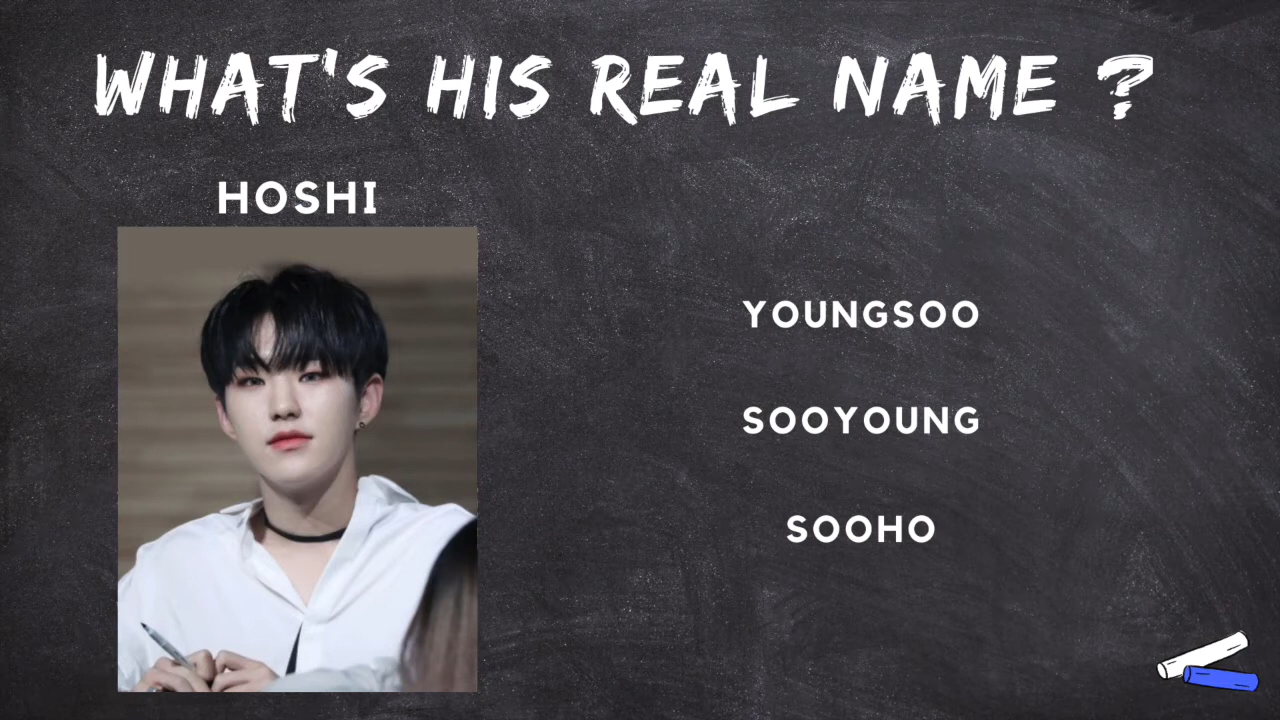 WHAT'S HIS REAL NAME ?
HOSHI
YOUNGSOO
SOOYOUNG
SOOHO